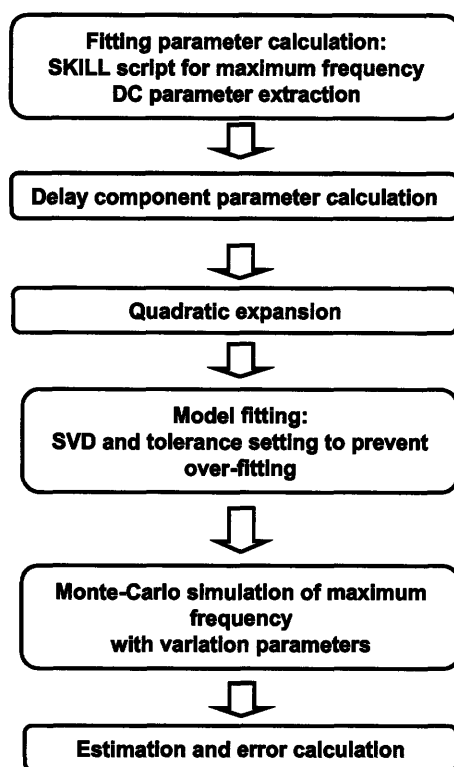 Fitting parameter calculation:
SKILL script for maximum frequency
DC parameter extraction
Delay component parameter calculation
Quadratic expansion
Model fitting:
SVD and tolerance setting to prevent
over-fitting
Monte-Carlo simulation of maximum
frequency
with variation parameters
Estimation and error calculation